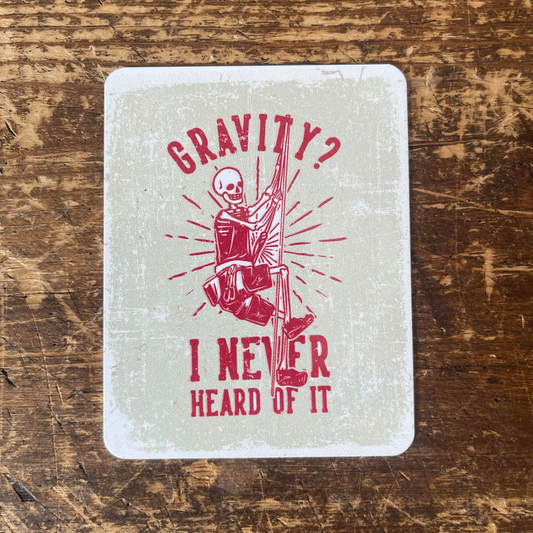 GRAVITY?
I NEVER
HEARD OF IT